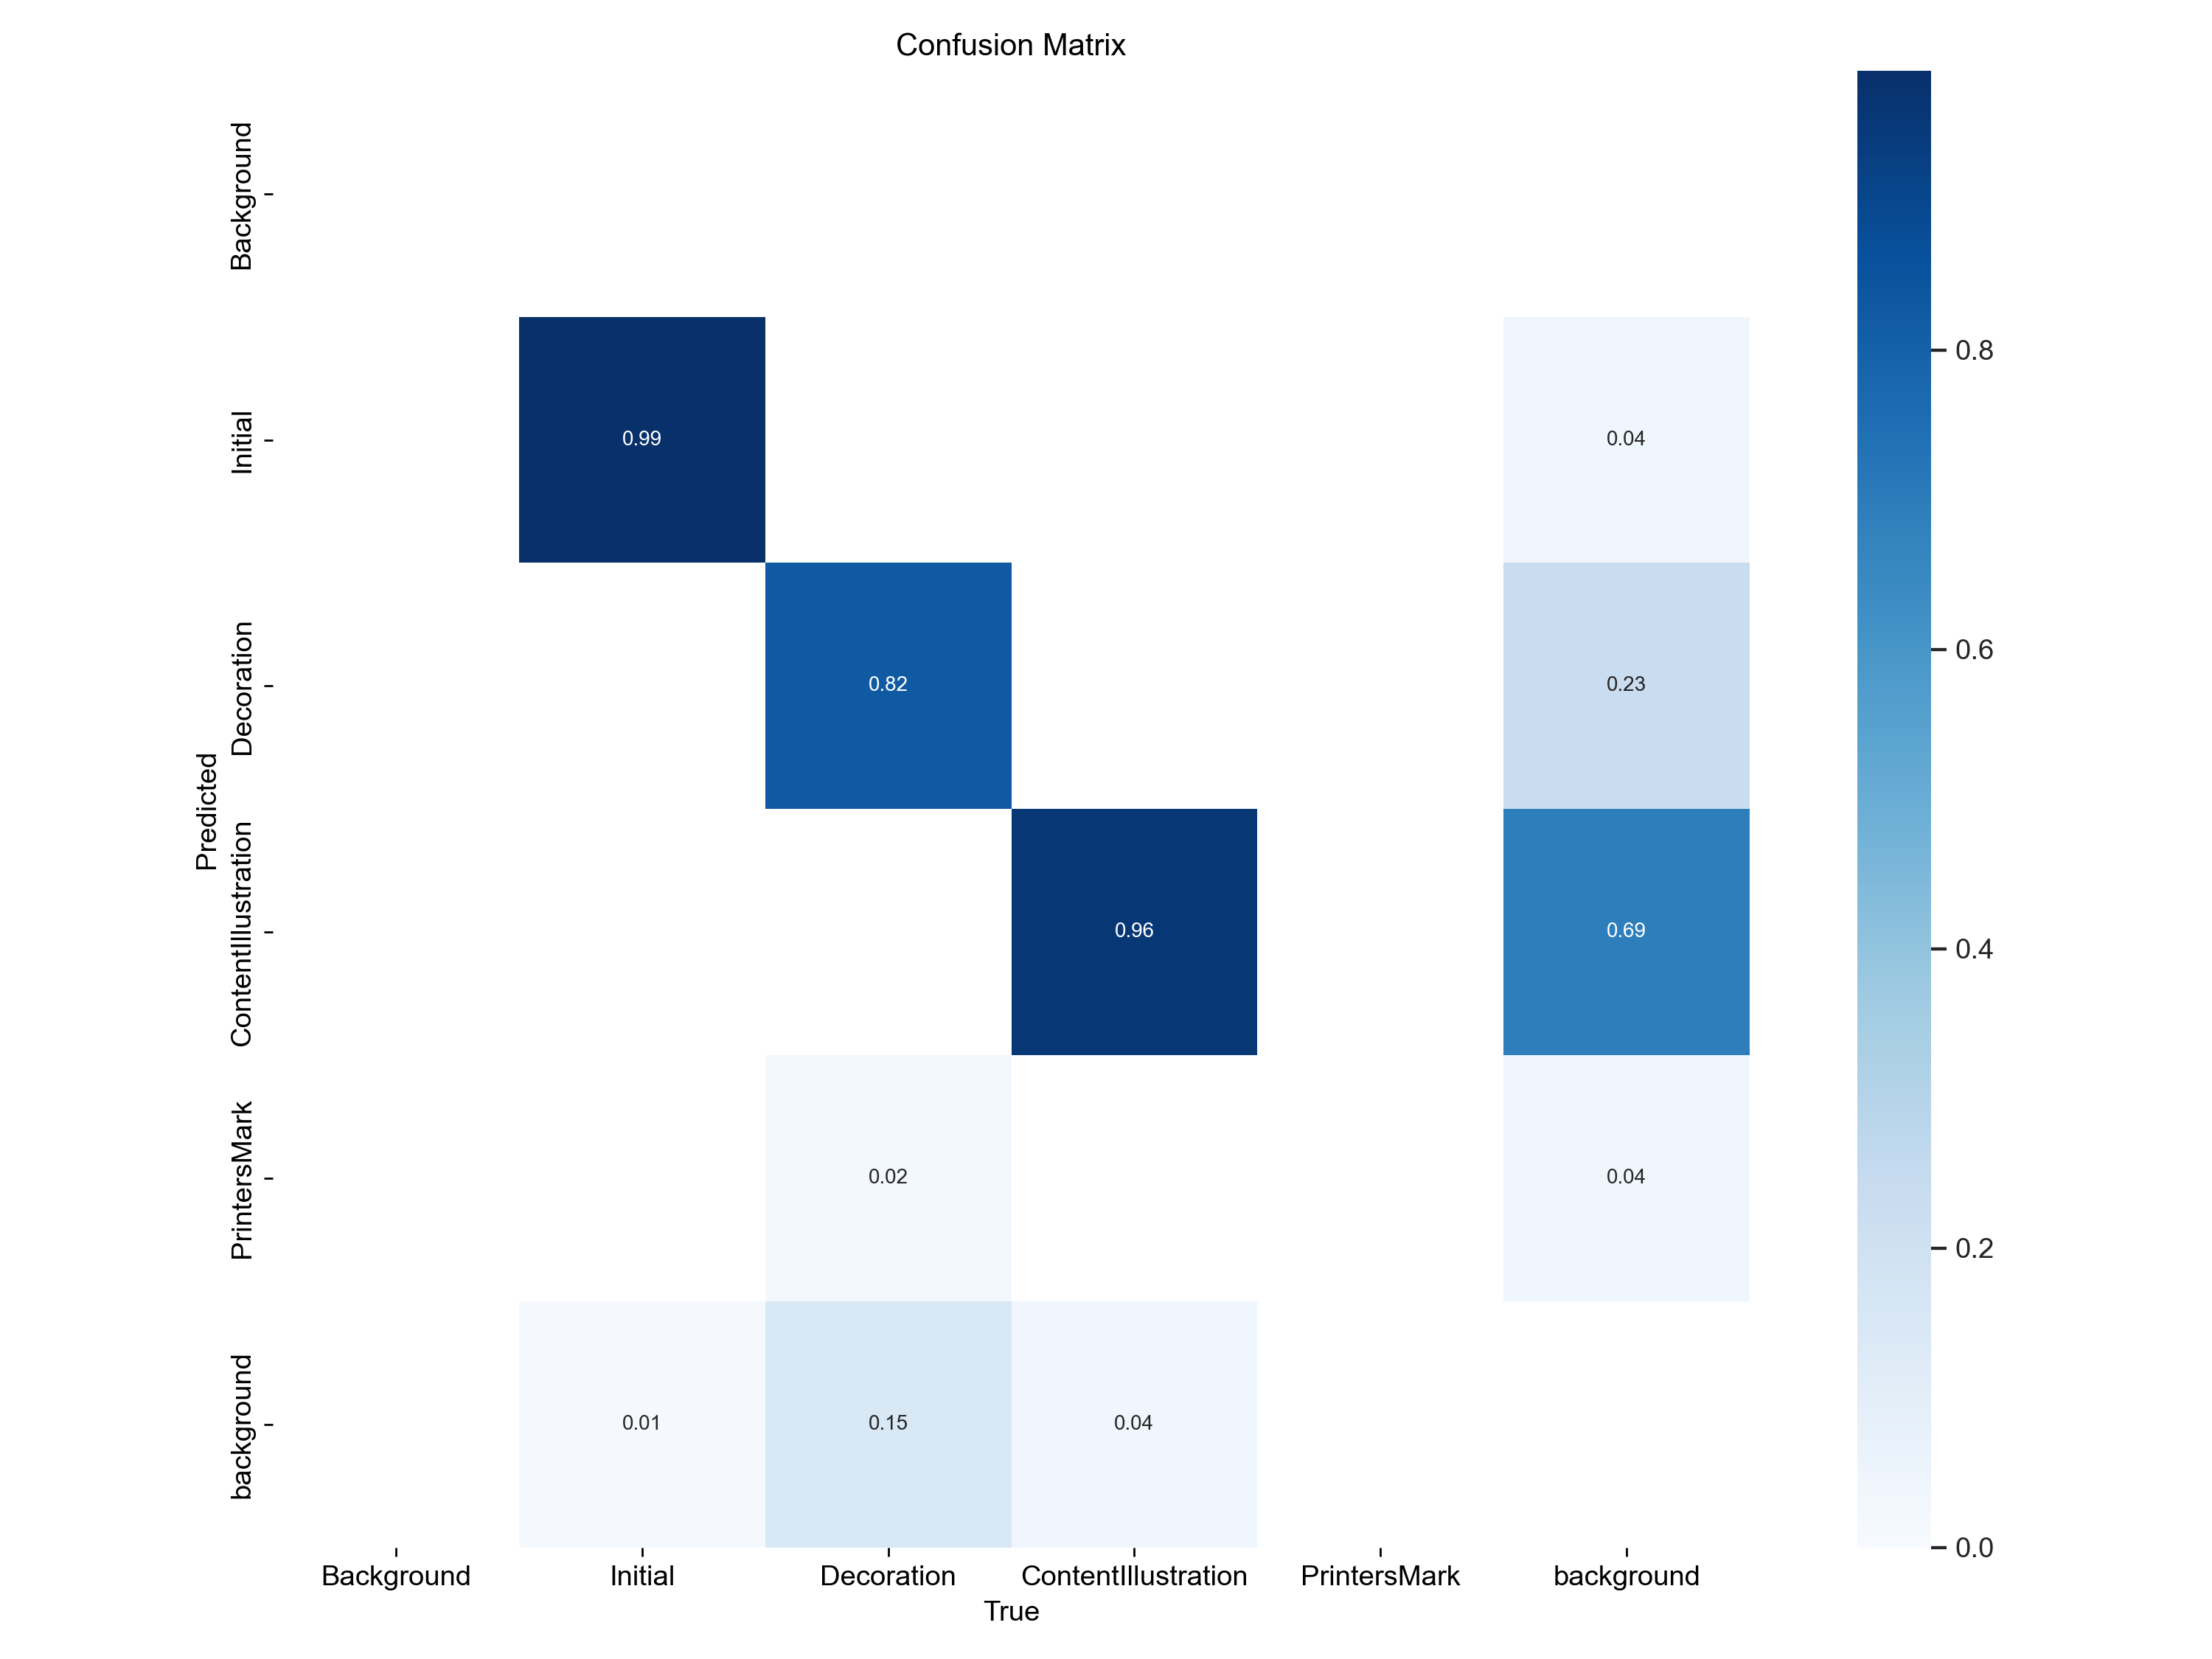 Confusion Matrix
Background
Initial
Decoration
ContentIllustration
PrintersMark
background
Predicted
0.99
0.04
0.82
0.23
0.96
0.69
0.02
0.04
0.01
0.15
0.04
0.8
0.6
0.4
0.2
0.0
Background
Initial
Decoration
ContentIllustration
PrintersMark
background
True